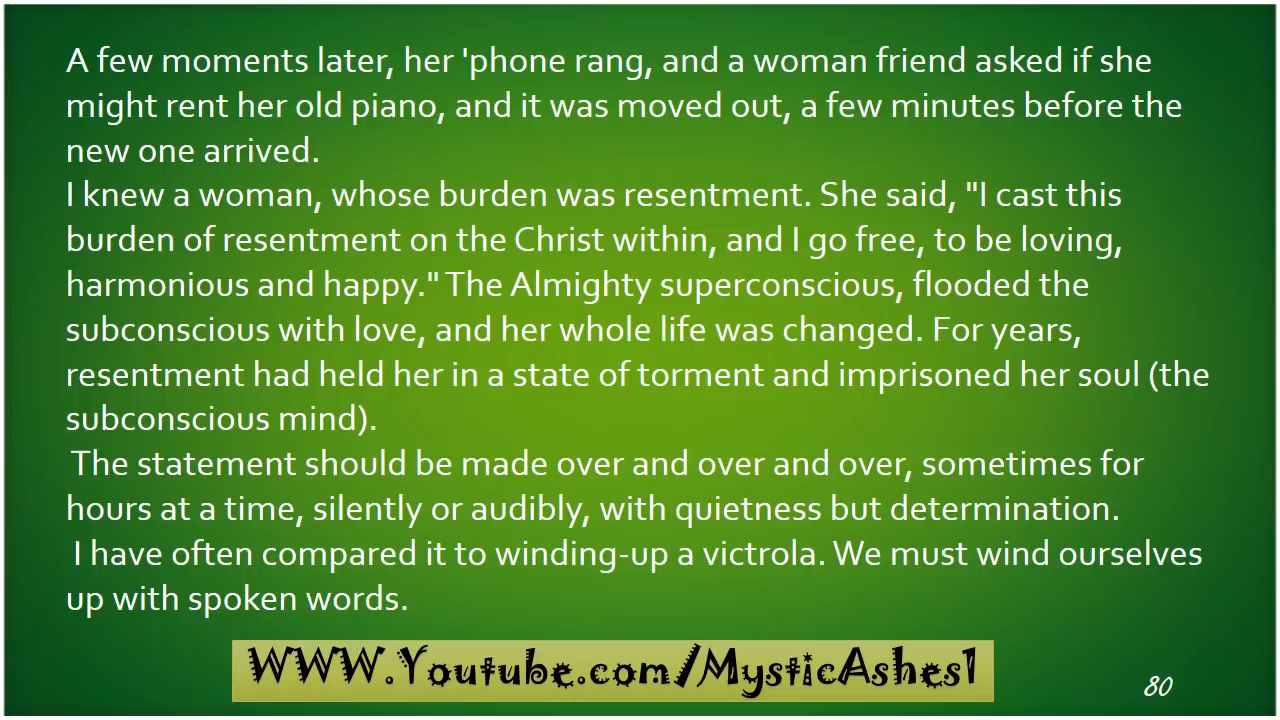 A few moments later, her 'phone rang, and a woman friend asked if she
might rent her old piano, and it was moved out, a few minutes before the
new one arrived.
I knew a woman, whose burden was resentment. She said, "I cast this
burden of resentment on the Christ within, and I go free, to be loving,
harmonious and happy." The Almighty superconscious, flooded the
subconscious with love, and her whole life was changed. For years,
resentment had held her in a state of torment and imprisoned her soul (the
subconscious mind).
The statement should be made over and over and over, sometimes for
hours at a time, silently or audibly, with quietness but determination.
I have often compared it to winding-up a victrola. We must wind ourselves
up with spoken words.
WWW.Youtube.com/MysticAshes1
80